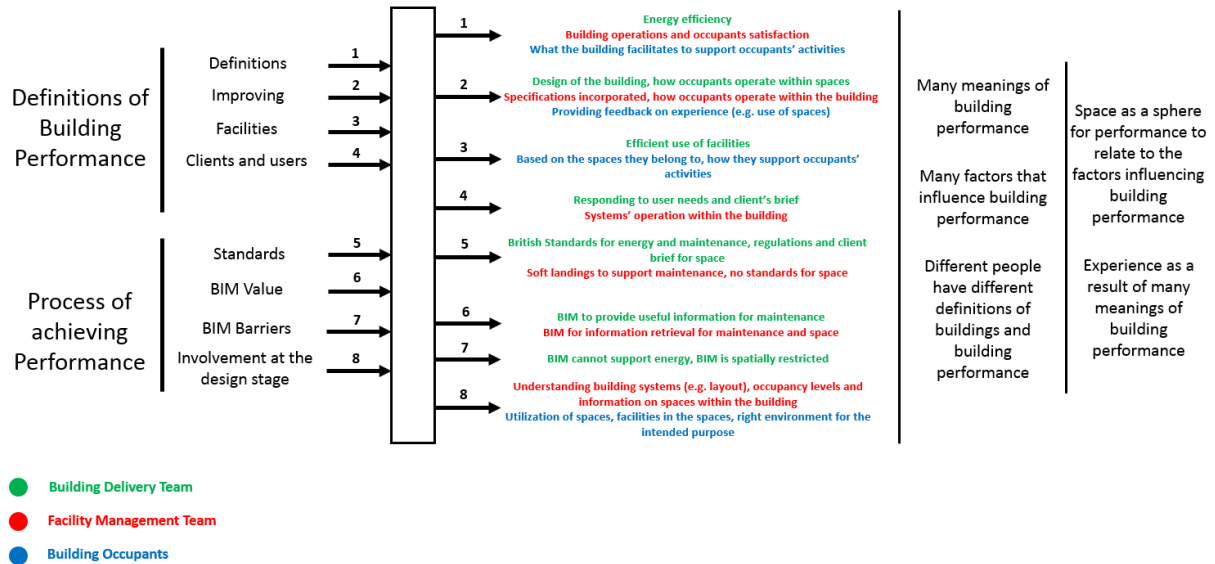 Definitions of
Building
Performance
Definitions
Improving
Facilities
Clients and users
1
2
3
4
Process of
achieving
Performance
Standards
BIM Value
BIM Barriers
Involvement at the
design stage
5
6
7
8
1
Energy efficiency
Building operations and occupants satisfaction
What the building facilitates to support occupants' activities
2
Design of the building, how occupants operate within spaces
Specifications incorporated, how occupants operate within the building
Providing feedback on experience (e.g. use of spaces)
3
Efficient use of facilities
Based on the spaces they belong to, how they support occupants'
activities
4
Responding to user needs and client's brief
Systems' operation within the building
5
British Standards for energy and maintenance, regulations and client
brief for space
Soft landings to support maintenance, no standards for space
6
BIM to provide useful information for maintenance
BIM for information retrieval for maintenance and space
7
BIM cannot support energy, BIM is spatially restricted
8
Understanding building systems (e.g. layout), occupancy levels and
information on spaces within the building
Utilization of spaces, facilities in the spaces, right environment for the
intended purpose
Many meanings of
building
performance
Many factors that
influence building
performance
Different people
have different
definitions of
buildings and
building
performance
Space as a sphere
for performance to
relate to the
factors influencing
building
performance
Experience as a
result of many
meanings of
building
performance
Building Delivery Team
Facility Management Team
Building Occupants